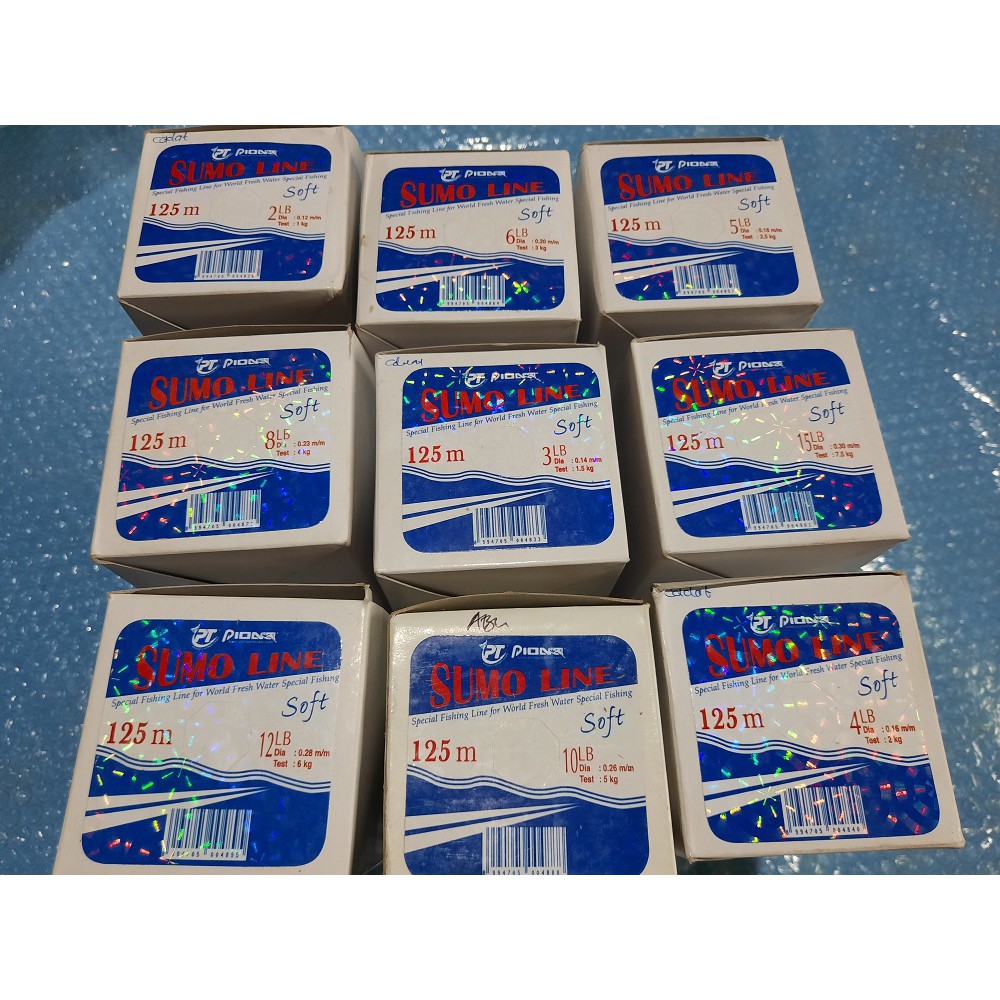 coklat
PT PIONEER
SUMO LINE
Special Fishing Line for World Fresh Water Special Fishing
Soft
125 m
2 LB
Dia : 0.12 m/m
Test : 1 kg
PT PIONEER
SUMO LINE
Special Fishing Line for World Fresh Water Special Fishing
Soft
125 m
6 LB
Dia : 0.20 m/m
Test : 3 kg
PT PIONEER
SUMO LINE
Special Fishing Line for World Fresh Water Special Fishing
Soft
125 m
5 LB
Dia : 0.18 m/m
Test : 2.5 kg
PT PIONEER
SUMO LINE
Special Fishing Line for World Fresh Water Special Fishing
Soft
125 m
8 LB
Dia : 0.23 m/m
Test : 4 kg
PT PIONEER
SUMO LINE
Special Fishing Line for World Fresh Water Special Fishing
Soft
125 m
3 LB
Dia : 0.14 m/m
Test : 1.5 kg
9 994705 004833
PT PIONEER
SUMO LINE
Special Fishing Line for World Fresh Water Special Fishing
Soft
125 m
15 LB
Dia : 0.30 m/m
Test : 7.5 kg
PT PIONEER
SUMO LINE
Special Fishing Line for World Fresh Water Special Fishing
Soft
125 m
12 LB
Dia : 0.28 m/m
Test : 6 kg
994705 004895
PT PIONEER
SUMO LINE
Special Fishing Line for World Fresh Water Special Fishing
Soft
125 m
10 LB
Dia : 0.26 m/m
Test : 5 kg
PT PIONEER
SUMO LINE
Special Fishing Line for World Fresh Water Special Fishing
Soft
125 m
4 LB
Dia : 0.16 m/m
Test : 2 kg
994705 004840